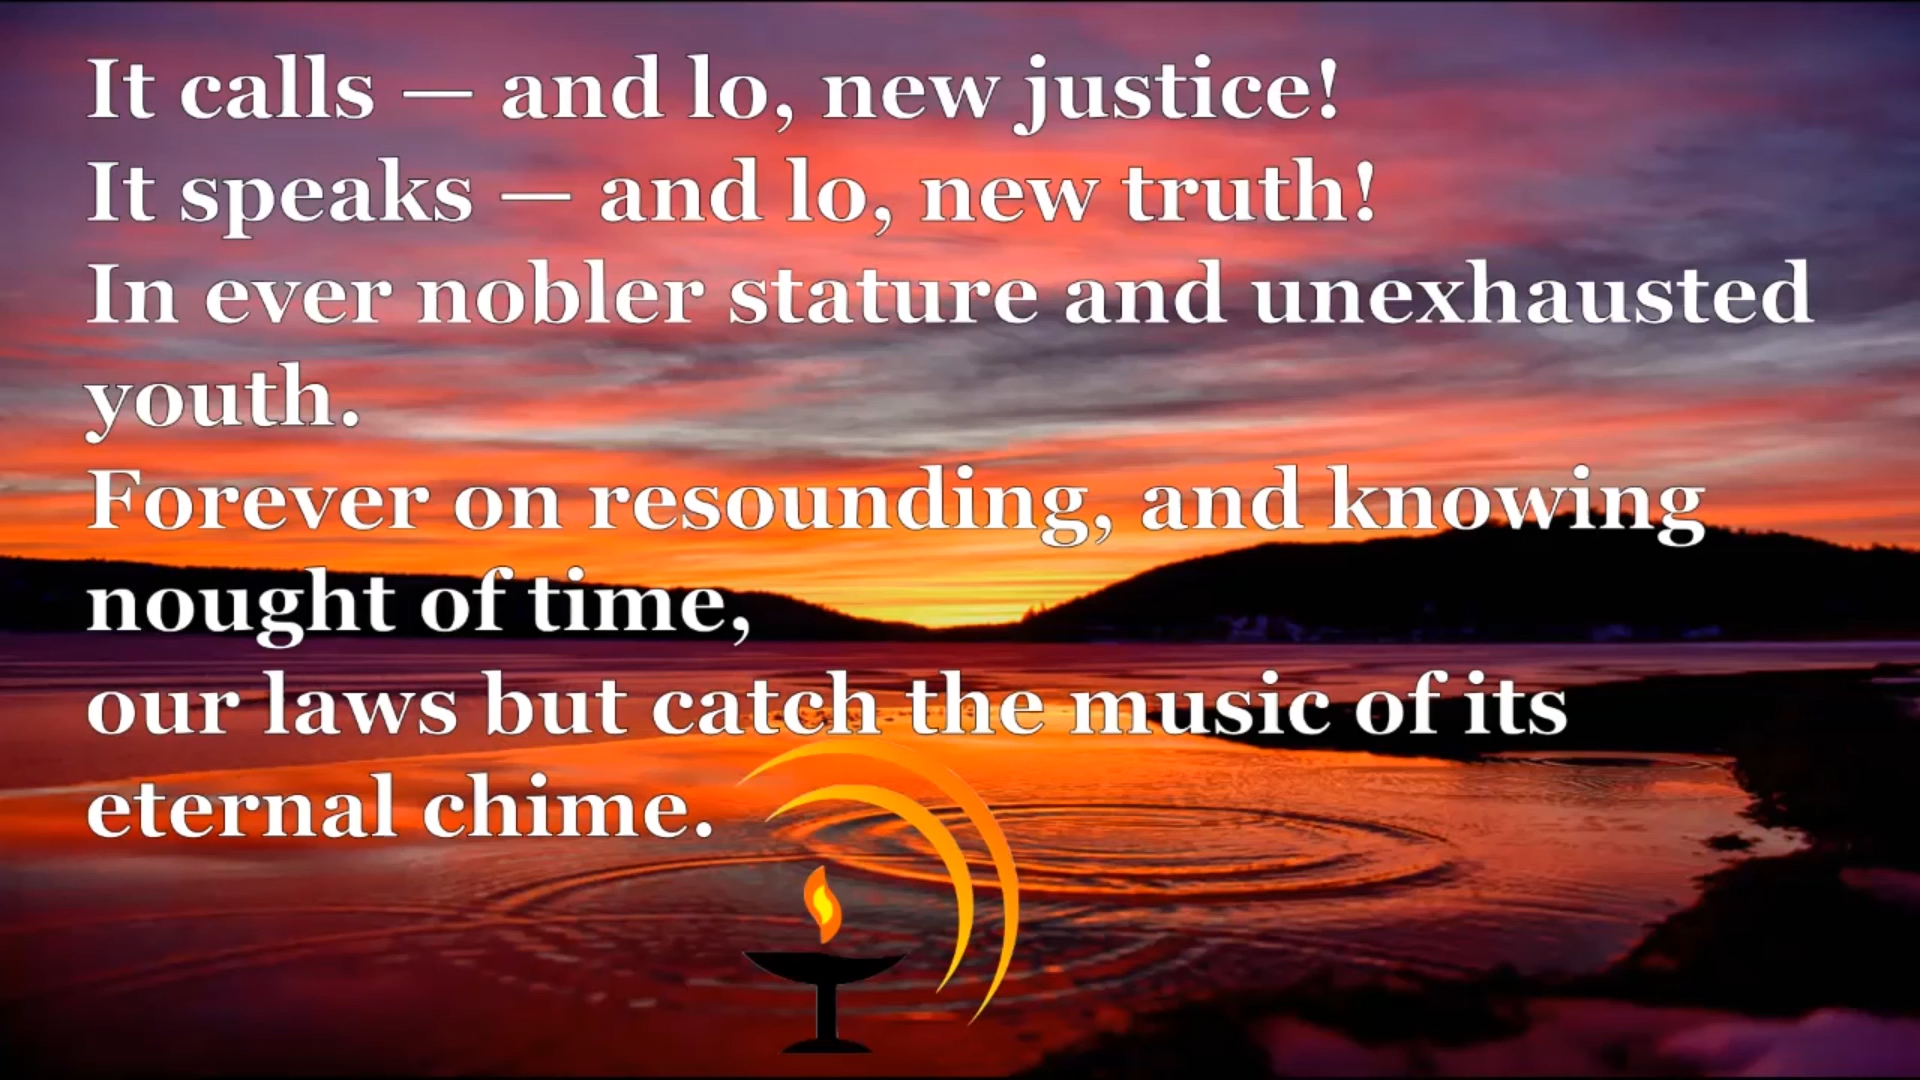 It calls — and lo, new justice!
It speaks — and lo, new truth!
In ever nobler stature and unexhausted
youth.
Forever on resounding, and knowing
nought of time,
our laws but catch the music of its
eternal chime.